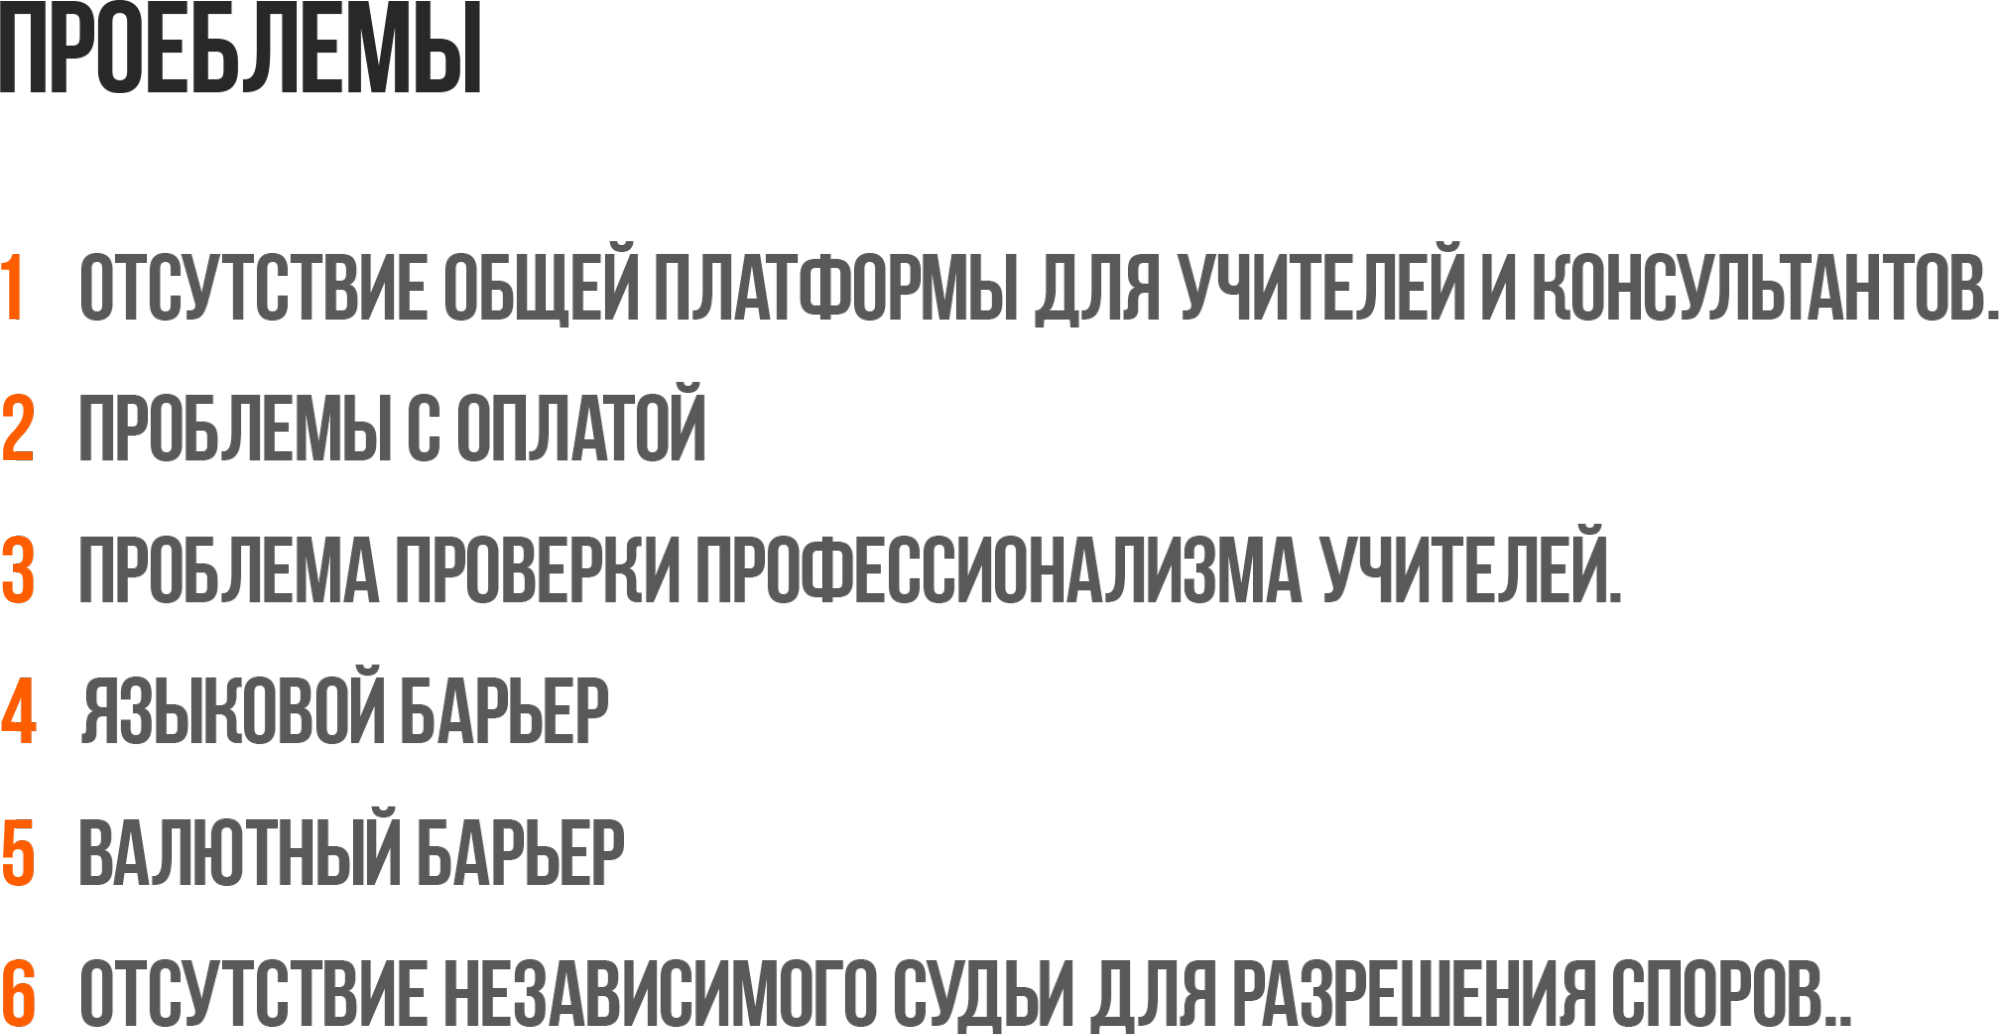 ПРОЕБЛЕМЫ
1 ОТСУТСТВИЕ ОБЩЕЙ ПЛАТФОРМЫ ДЛЯ УЧИТЕЛЕЙ И КОНСУЛЬТАНТОВ.
2 ПРОБЛЕМЫ С ОПЛАТОЙ
3 ПРОБЛЕМА ПРОВЕРКИ ПРОФЕССИОНАЛИЗМА УЧИТЕЛЕЙ.
4 ЯЗЫКОВОЙ БАРЬЕР
5 ВАЛЮТНЫЙ БАРЬЕР
6 ОТСУТСТВИЕ НЕЗАВИСИМОГО СУДЬИ ДЛЯ РАЗРЕШЕНИЯ СПОРОВ..